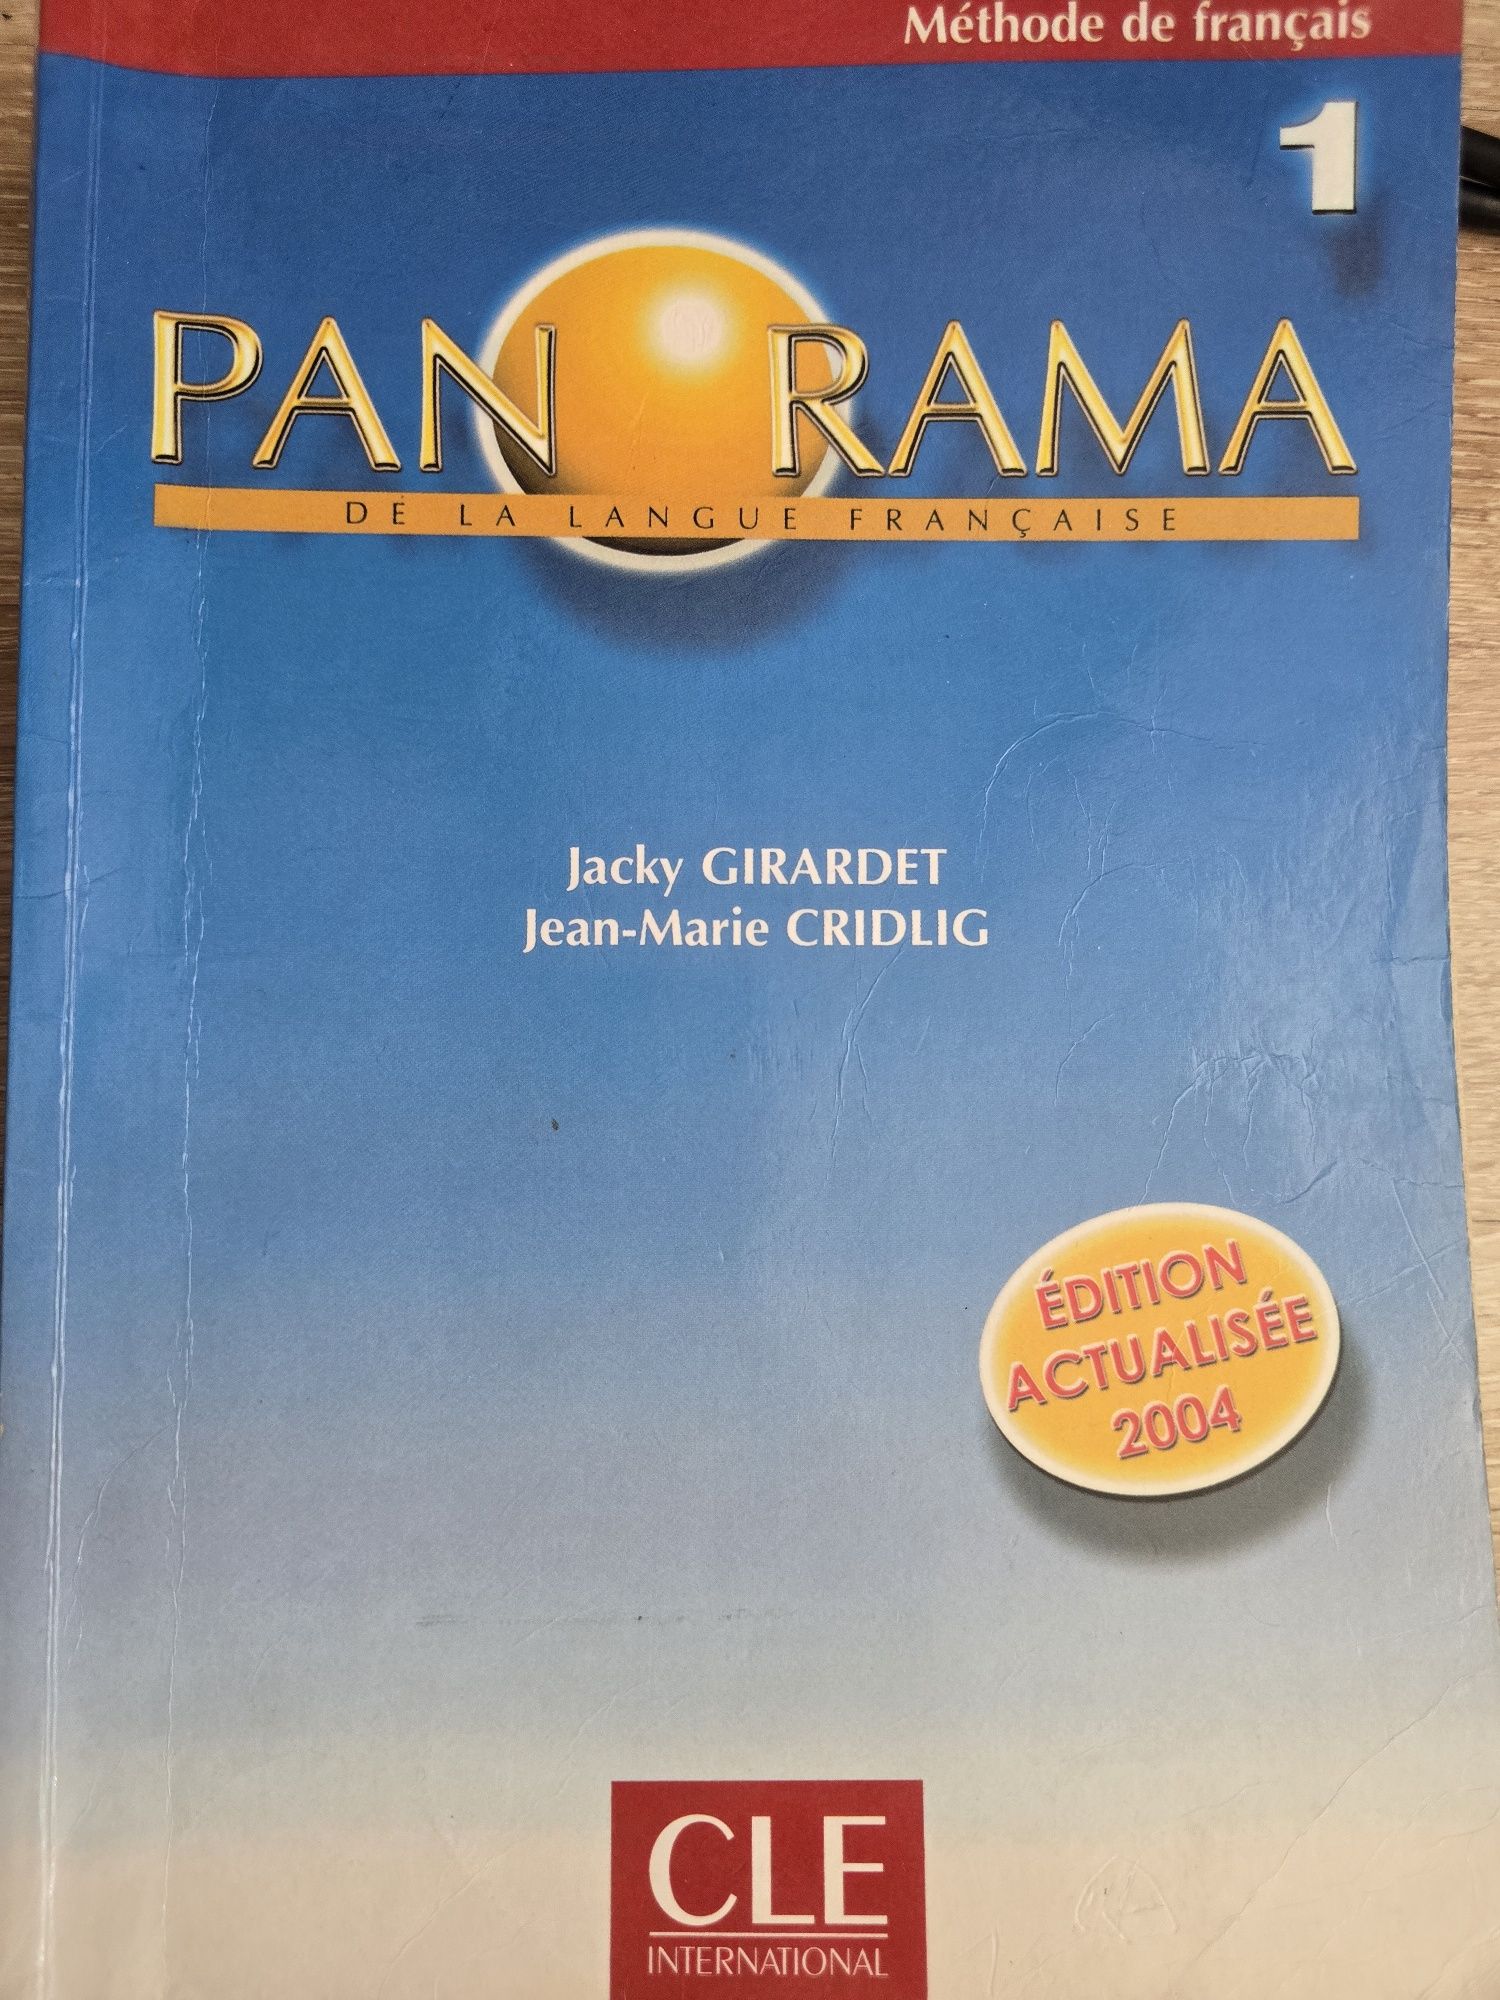 Méthode de français
1
PANORAMA
DE LA LANGUE FRANÇAISE
Jacky GIRARDET
Jean-Marie CRIDLIG
ÉDITION
ACTUALISÉE
2004
CLE
INTERNATIONAL